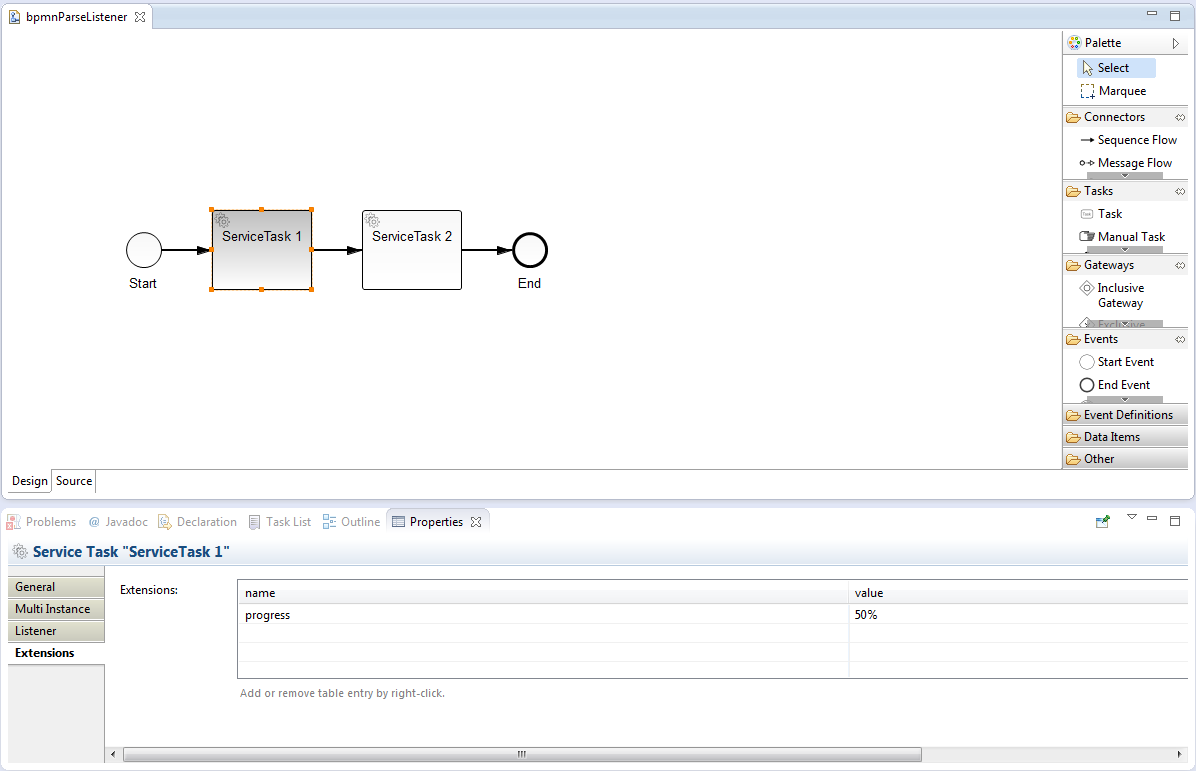 bpmnParseListener
Palette
Select
Marquee
Connectors
Sequence Flow
Message Flow
Tasks
Task
Manual Task
Gateways
Inclusive
Gateway
Exclusive
Events
Start Event
End Event
Event Definitions
Data Items
Other
ServiceTask 1
ServiceTask 2
Start
End
Design Source
Problems @ Javadoc Declaration Task List Outline Properties
Service Task "ServiceTask 1"
General
Multi Instance
Listener
Extensions
Extensions:
name value
progress 50%
Add or remove table entry by right-click.